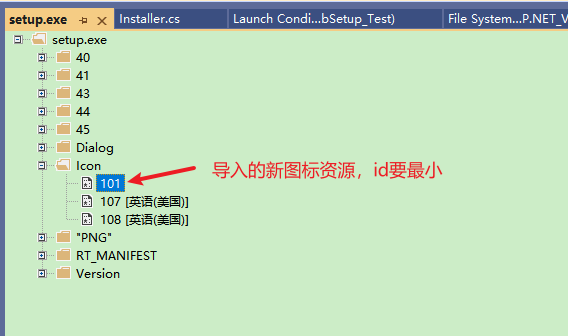 setup.exe Installer.cs Launch Condi...bSetup_Test) File System...P.NET_V
setup.exe
40
41
43
44
45
Dialog
Icon
101 导入的新图标资源，id要最小
107 [英语(美国)]
108 [英语(美国)]
"PNG"
RT_MANIFEST
Version